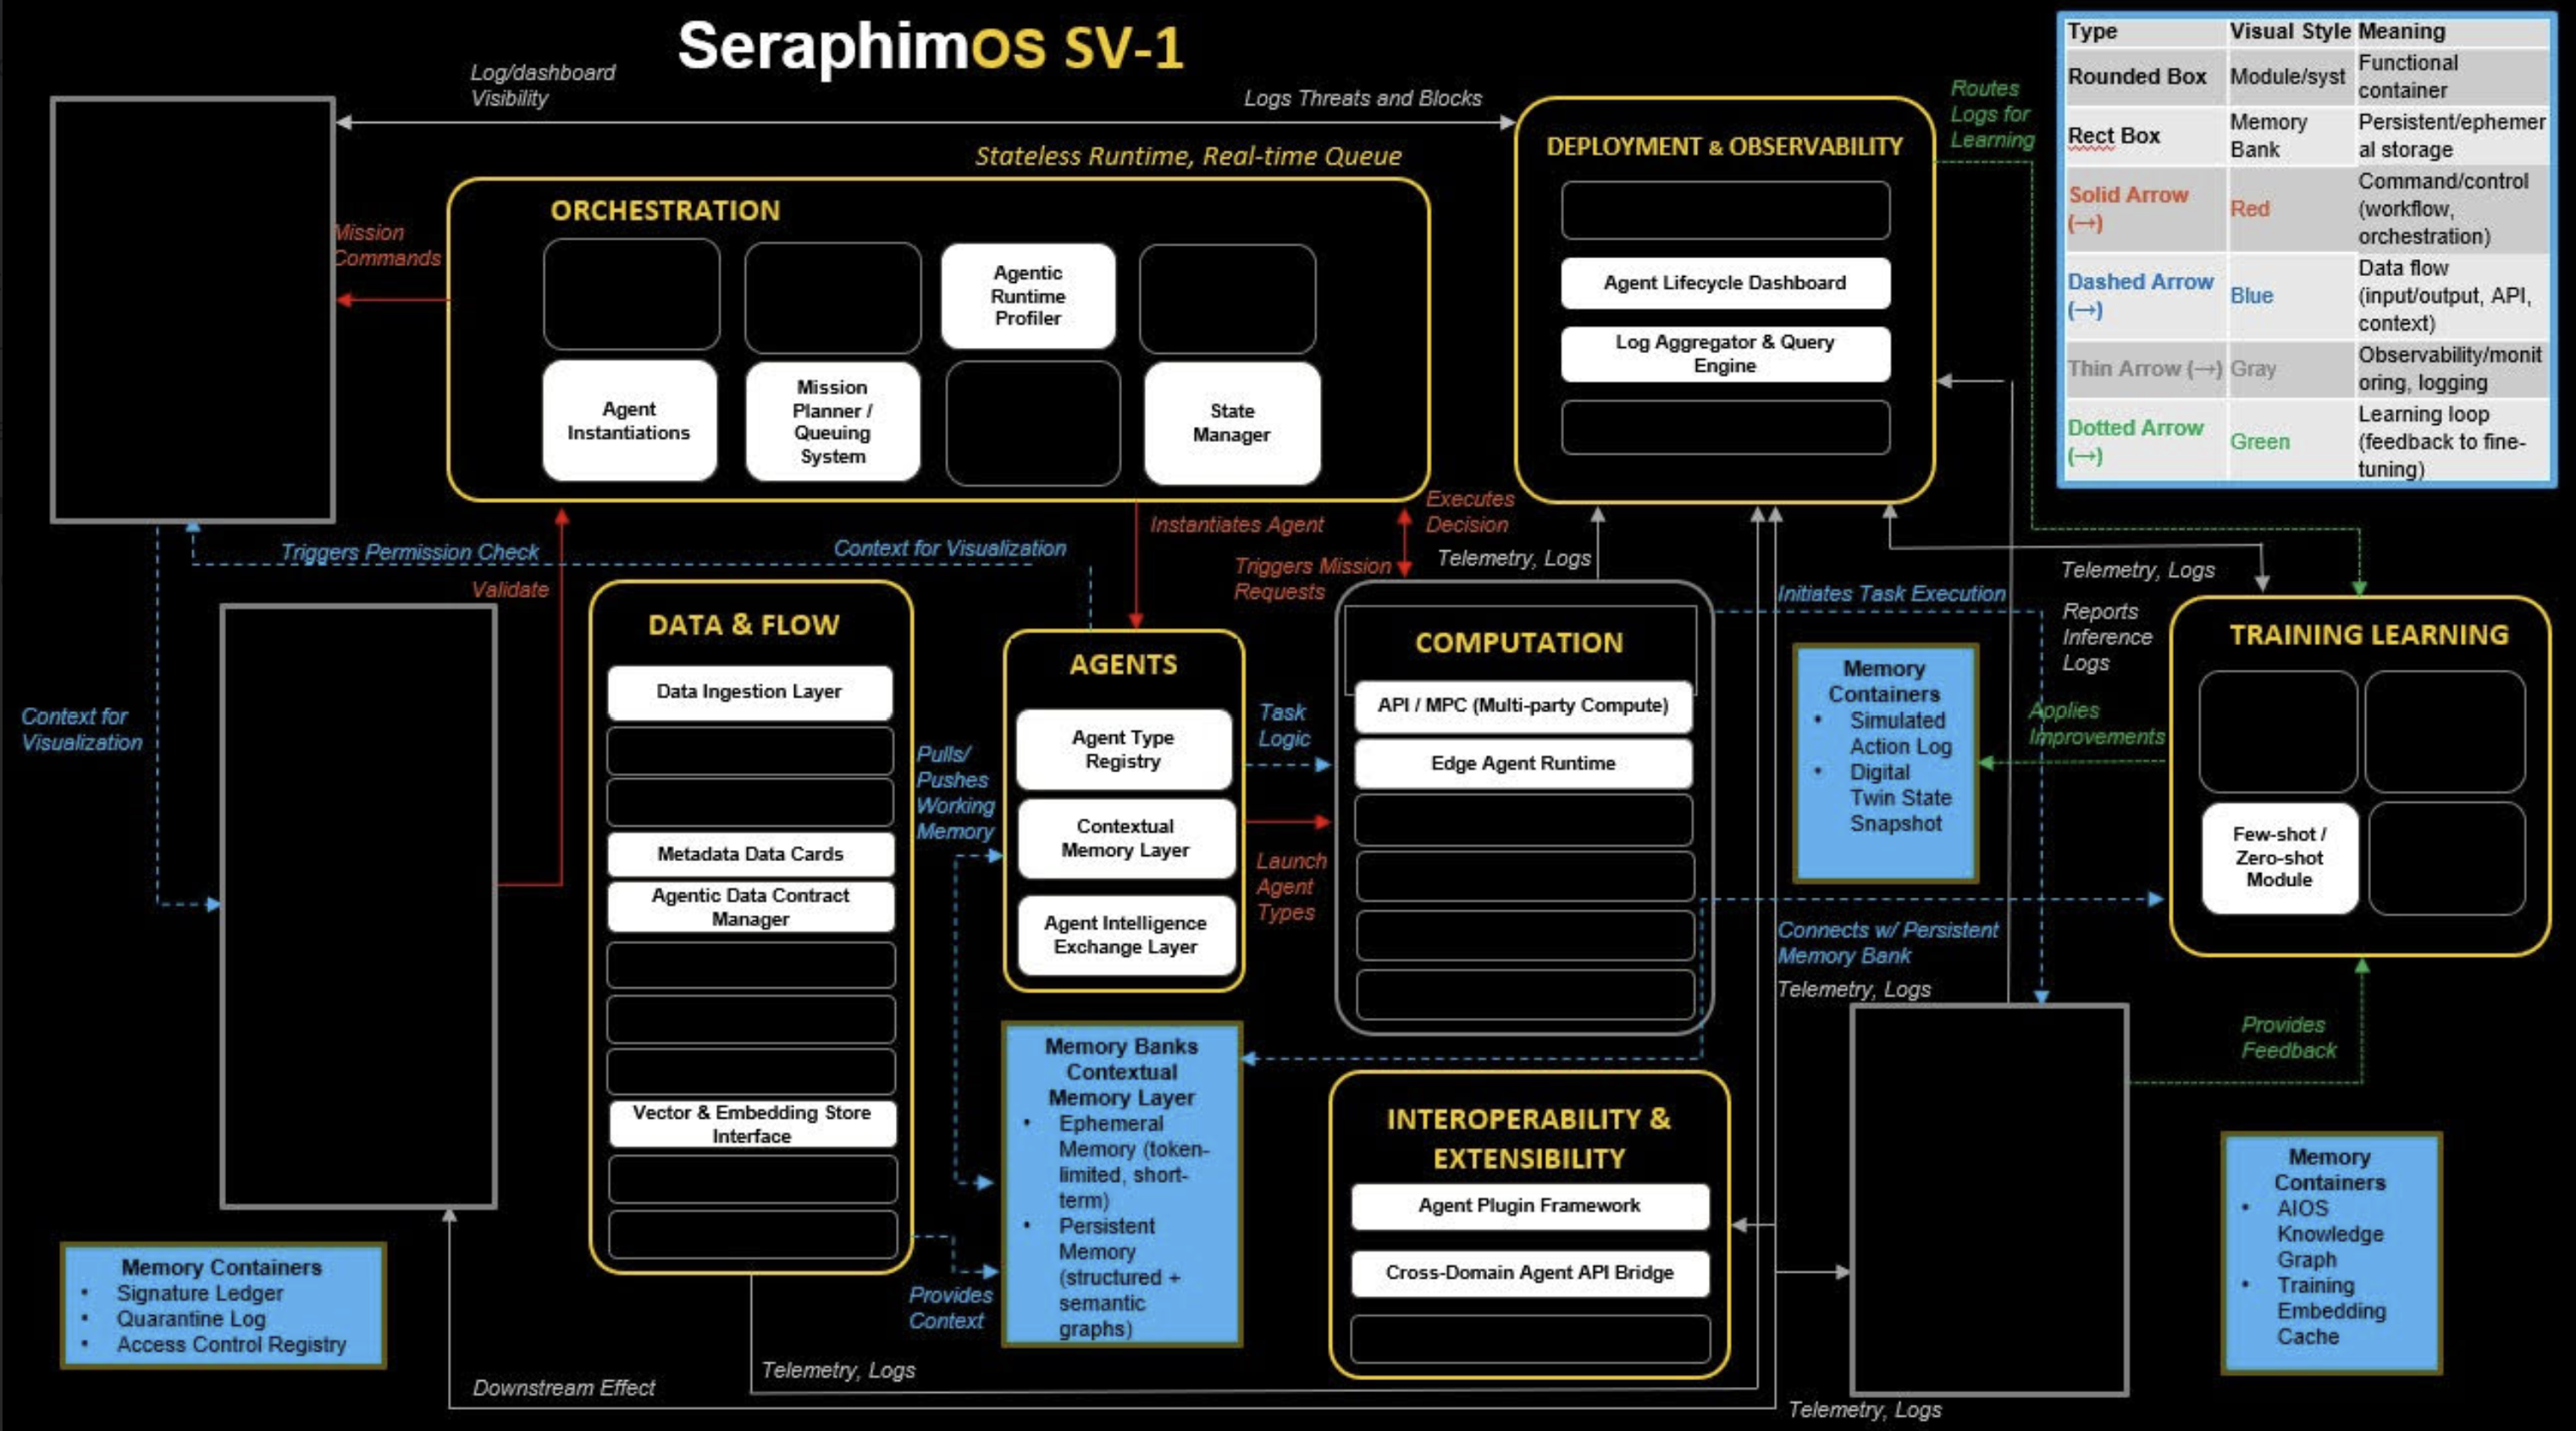 SeraphimOS SV-1
Log/dashboard
Visibility
Logs Threats and Blocks
Stateless Runtime, Real-time Queue
Mission
Commands
ORCHESTRATION
Agentic
Runtime
Profiler
Agent
Instantiations
Mission
Planner /
Queuing
System
State
Manager
DEPLOYMENT & OBSERVABILITY
Agent Lifecycle Dashboard
Log Aggregator & Query
Engine
Routes
Logs for
Learning
Type Visual Style Meaning
Rounded Box Module/syst Functional
container
Rect Box Memory
Bank Persistent/ephemer
al storage
Solid Arrow
(→) Red Command/control
(workflow,
orchestration)
Dashed Arrow
(→) Blue Data flow
(input/output, API,
context)
Thin Arrow (→) Gray Observability/monit
oring, logging
Dotted Arrow
(→) Green Learning loop
(feedback to fine-
tuning)
Triggers Permission Check
Context for Visualization
Validate
Instantiates Agent
Executes
Decision
Triggers Mission
Requests
Telemetry, Logs
Context for
Visualization
DATA & FLOW
Data Ingestion Layer
Metadata Data Cards
Agentic Data Contract
Manager
Vector & Embedding Store
Interface
Pulls/
Pushes
Working
Memory
AGENTS
Agent Type
Registry
Contextual
Memory Layer
Agent Intelligence
Exchange Layer
Task
Logic
Launch
Agent
Types
COMPUTATION
API / MPC (Multi-party Compute)
Edge Agent Runtime
Initiates Task Execution
Telemetry, Logs
Reports
Inference
Logs
Memory
Containers
• Simulated
Action Log
• Digital
Twin State
Snapshot
Applies
Improvements
TRAINING LEARNING
Few-shot /
Zero-shot
Module
Connects w/ Persistent
Memory Bank
Telemetry, Logs
Provides
Feedback
Memory Banks
Contextual
Memory Layer
• Ephemeral
Memory (token-
limited, short-
term)
• Persistent
Memory
(structured +
semantic
graphs)
INTEROPERABILITY &
EXTENSIBILITY
Agent Plugin Framework
Cross-Domain Agent API Bridge
Memory
Containers
• AIOS
Knowledge
Graph
• Training
Embedding
Cache
Memory Containers
• Signature Ledger
• Quarantine Log
• Access Control Registry
Provides
Context
Telemetry, Logs
Downstream Effect
Telemetry, Logs